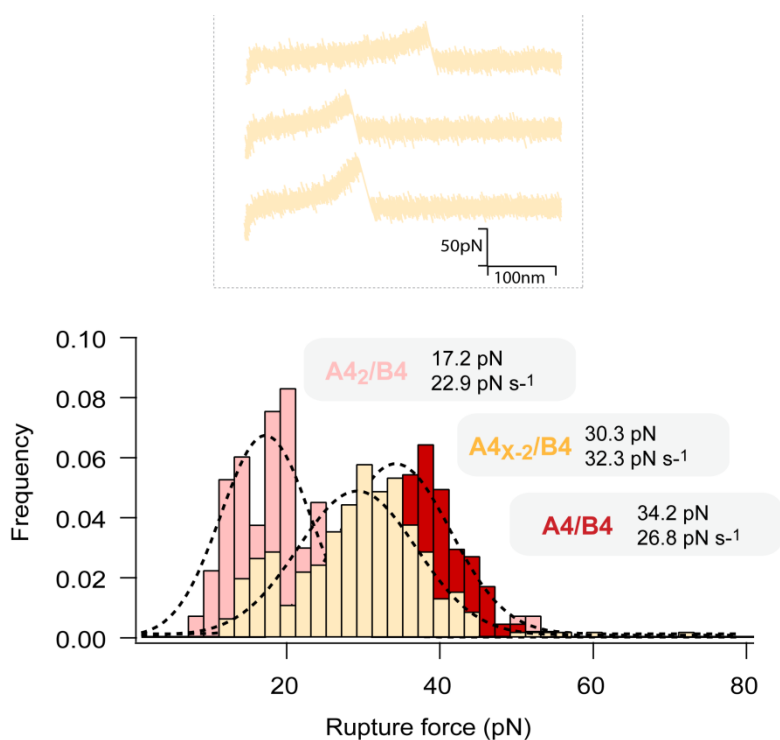 50pN
100nm
0.10
0.08
0.06
0.04
0.02
0.00
Frequency
A4₂/B4
17.2 pN
22.9 pN s-1
A4X-2/B4
30.3 pN
32.3 pN s-1
A4/B4
34.2 pN
26.8 pN s-1
20
40
60
80
Rupture force (pN)